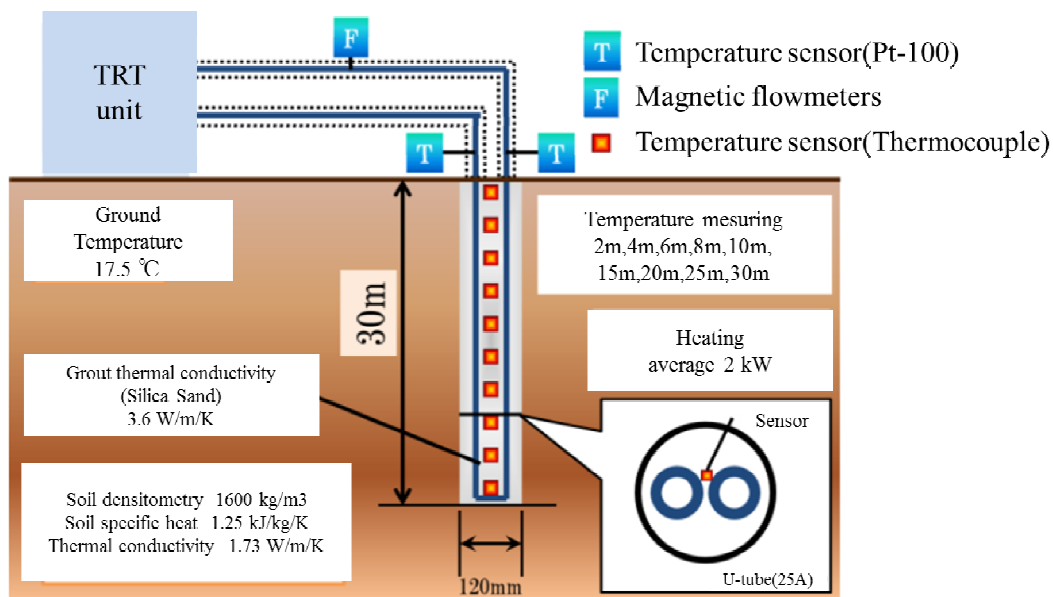 TRT
unit
F
T
T
T
Temperature sensor(Pt-100)
F
Magnetic flowmeters
Temperature sensor(Thermocouple)
Ground
Temperature
17.5 ℃
Temperature mesuring
2m,4m,6m,8m,10m,
15m,20m,25m,30m
30m
Heating
average 2 kW
Grout thermal conductivity
(Silica Sand)
3.6 W/m/K
Sensor
Soil densitometry 1600 kg/m3
Soil specific heat 1.25 kJ/kg/K
Thermal conductivity 1.73 W/m/K
120mm
U-tube(25A)